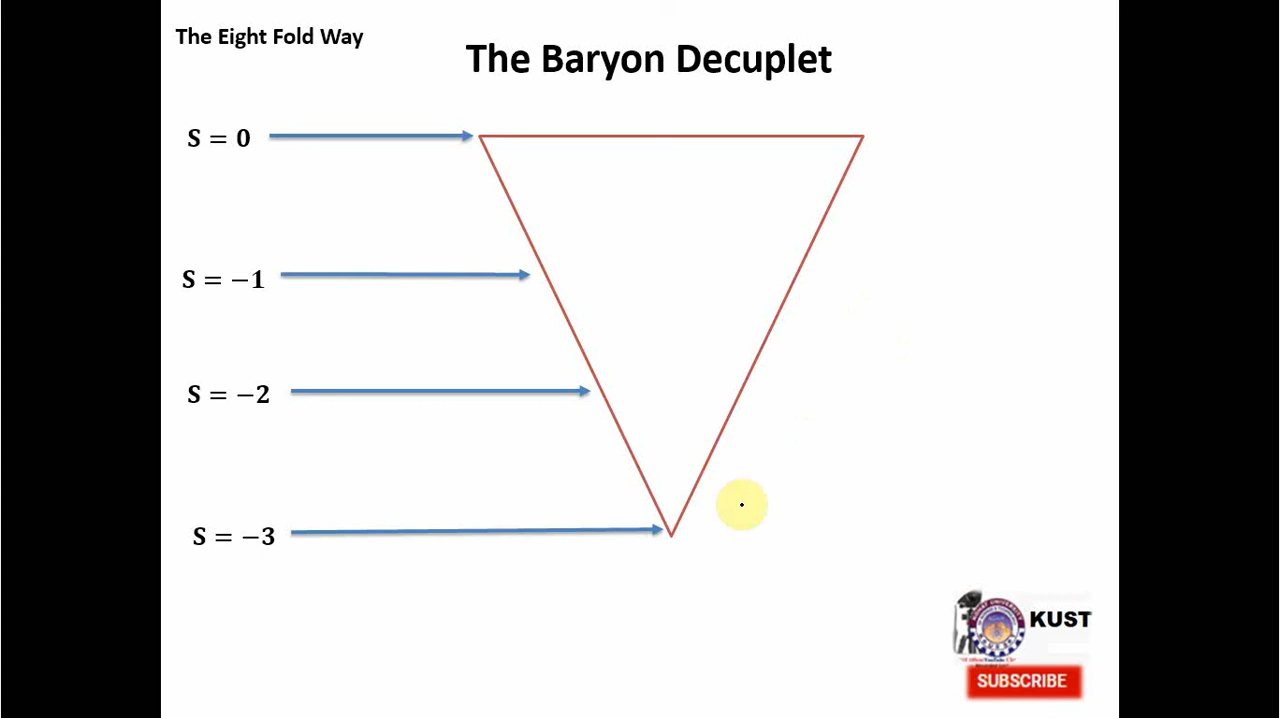 The Eight Fold Way
The Baryon Decuplet
S = 0
S = −1
S = −2
S = −3
KUST
SUBSCRIBE